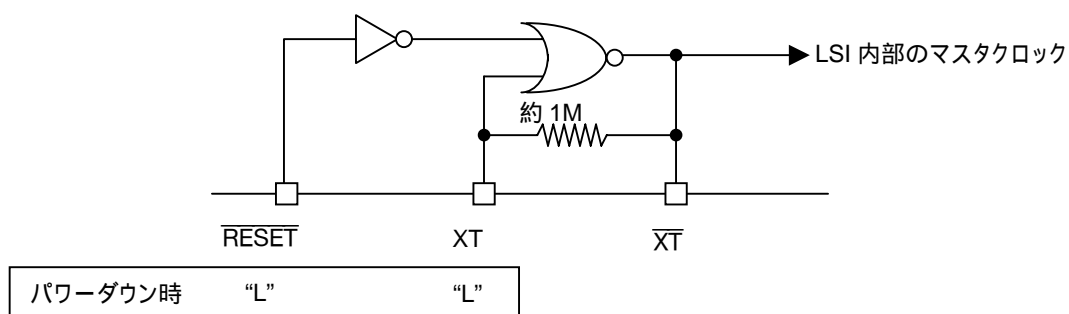 LSI 内部のマスタクロック
約 1M
RESET XT XT
パワーダウン時 “L” “L”